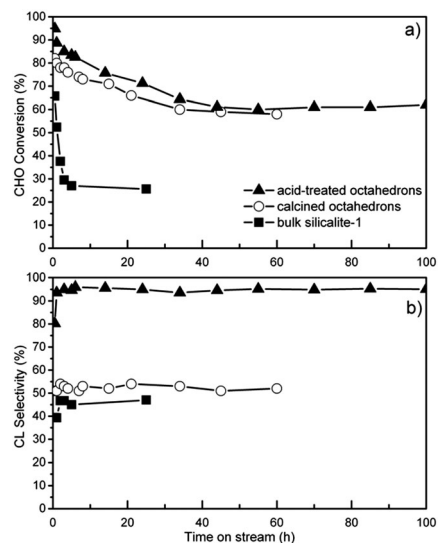 a)
100
90
80
70
60
50
40
30
20
10
0
CHO Conversion (%)
acid-treated octahedrons
calcined octahedrons
bulk silicalite-1
0 20 40 60 80 100
b)
100
90
80
70
60
50
40
30
20
10
0
CL Selectivity (%)
0 20 40 60 80 100
Time on stream (h)